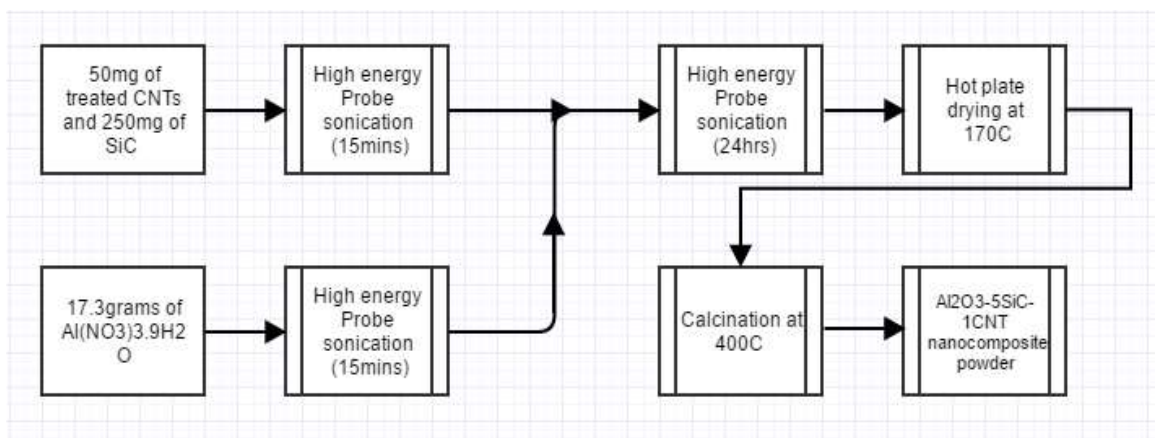 50mg of
treated CNTs
and 250mg of
SiC
High energy
Probe
sonication
(15mins)
High energy
Probe
sonication
(24hrs)
Hot plate
drying at
170C
17.3grams of
Al(NO3)3.9H2
O
High energy
Probe
sonication
(15mins)
Calcination at
400C
Al2O3-5SiC-
1CNT
nanocomposite
powder